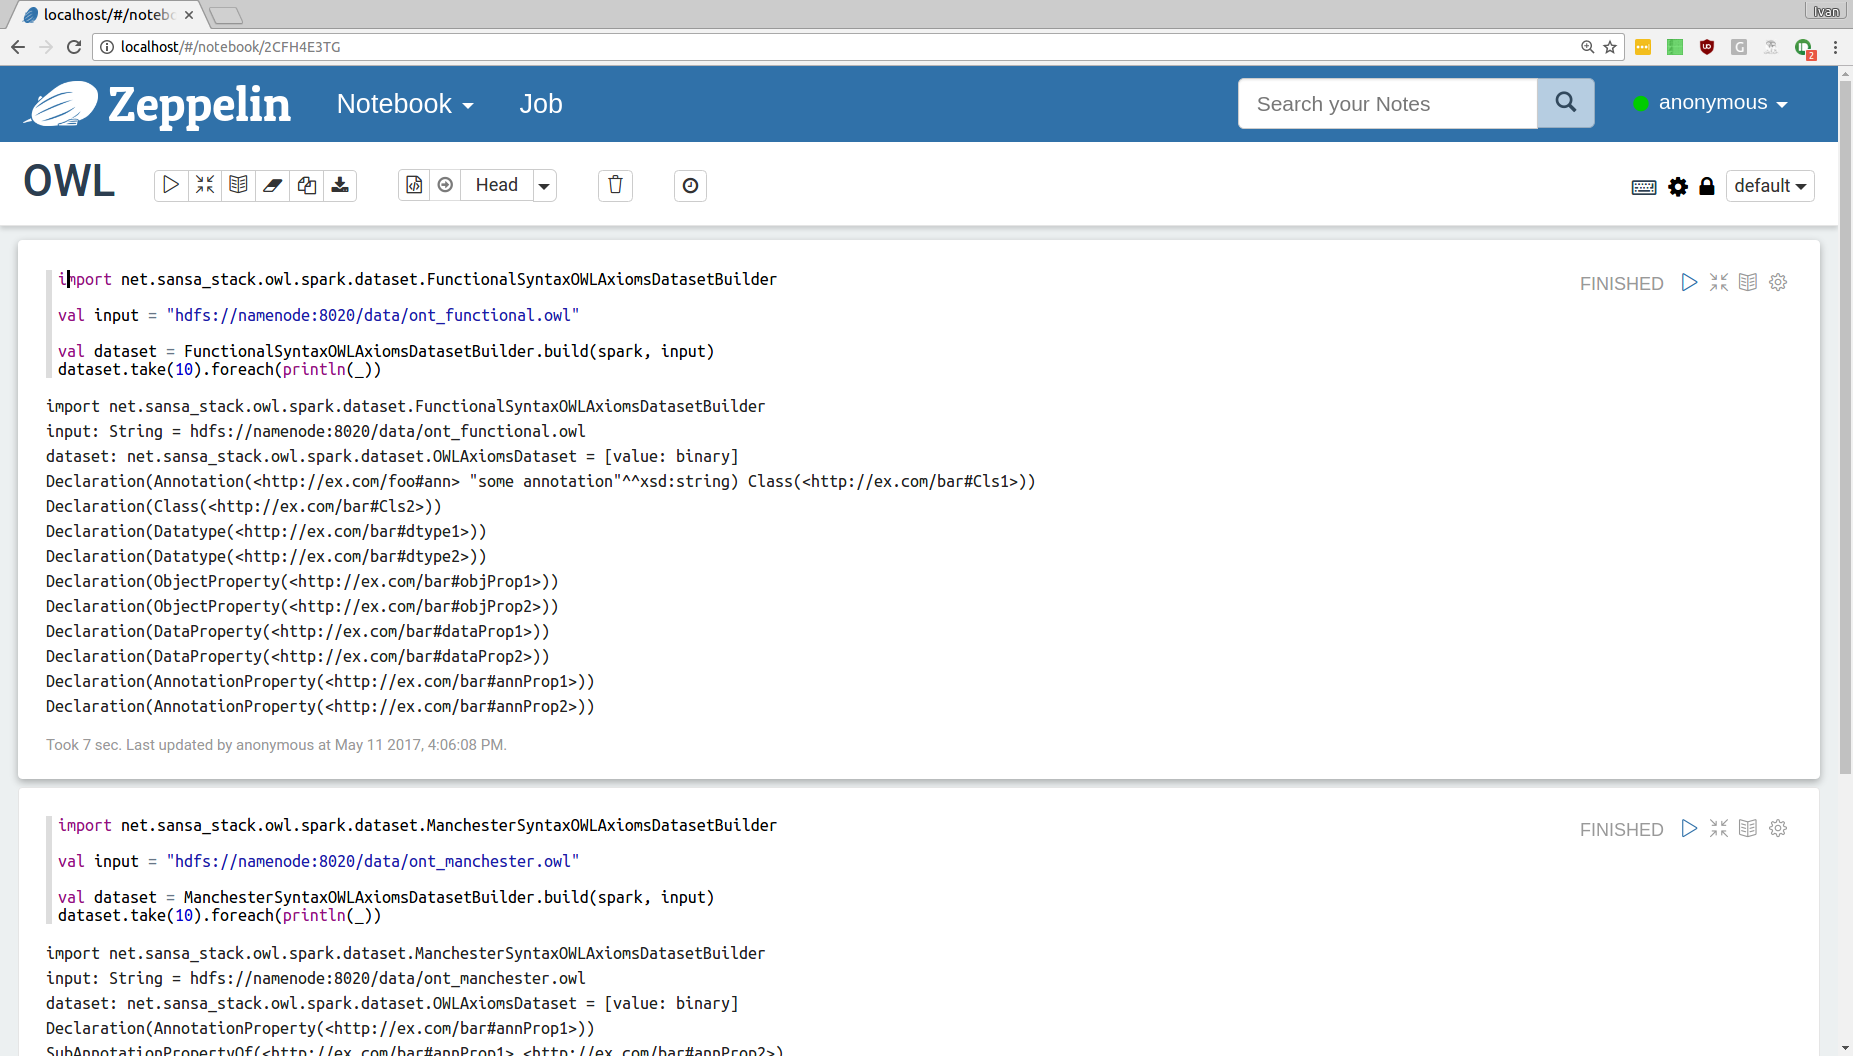 localhost/#/noteb
Ivan
localhost/#/notebook/2CFH4E3TG
G
2
Zeppelin
Notebook
Job
Search your Notes
anonymous
OWL
Head
default
import net.sansa_stack.owl.spark.dataset.FunctionalSyntaxOWLAxiomsDatasetBuilder
FINISHED
val input = "hdfs://namenode:8020/data/ont_functional.owl"
val dataset = FunctionalSyntaxOWLAxiomsDatasetBuilder.build(spark, input)
dataset.take(10).foreach(println(_))
import net.sansa_stack.owl.spark.dataset.FunctionalSyntaxOWLAxiomsDatasetBuilder
input: String = hdfs://namenode:8020/data/ont_functional.owl
dataset: net.sansa_stack.owl.spark.dataset.OWLAxiomsDataset = [value: binary]
Declaration(Annotation(<http://ex.com/foo#ann> "some annotation"^^xsd:string) Class(<http://ex.com/bar#Cls1>))
Declaration(Class(<http://ex.com/bar#Cls2>))
Declaration(Datatype(<http://ex.com/bar#dtype1>))
Declaration(Datatype(<http://ex.com/bar#dtype2>))
Declaration(ObjectProperty(<http://ex.com/bar#objProp1>))
Declaration(ObjectProperty(<http://ex.com/bar#objProp2>))
Declaration(DataProperty(<http://ex.com/bar#dataProp1>))
Declaration(DataProperty(<http://ex.com/bar#dataProp2>))
Declaration(AnnotationProperty(<http://ex.com/bar#annProp1>))
Declaration(AnnotationProperty(<http://ex.com/bar#annProp2>))
Took 7 sec. Last updated by anonymous at May 11 2017, 4:06:08 PM.
import net.sansa_stack.owl.spark.dataset.ManchesterSyntaxOWLAxiomsDatasetBuilder
FINISHED
val input = "hdfs://namenode:8020/data/ont_manchester.owl"
val dataset = ManchesterSyntaxOWLAxiomsDatasetBuilder.build(spark, input)
dataset.take(10).foreach(println(_))
import net.sansa_stack.owl.spark.dataset.ManchesterSyntaxOWLAxiomsDatasetBuilder
input: String = hdfs://namenode:8020/data/ont_manchester.owl
dataset: net.sansa_stack.owl.spark.dataset.OWLAxiomsDataset = [value: binary]
Declaration(AnnotationProperty(<http://ex.com/bar#annProp1>))
SubAnnotationPropertyOf(<http://ex.com/bar#annProp1> <http://ex.com/bar#annProp2>)